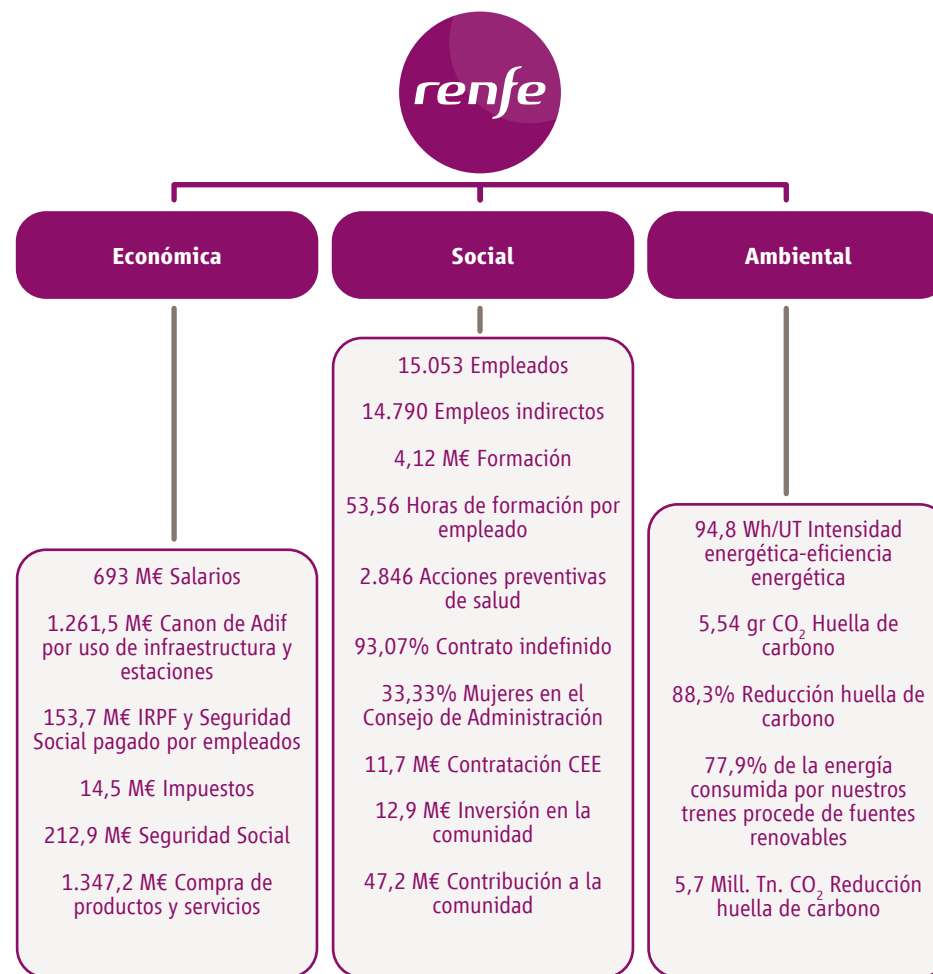 renfe
Económica
693 M€ Salarios
1.261,5 M€ Canon de Adif
por uso de infraestructura y
estaciones
153,7 M€ IRPF y Seguridad
Social pagado por empleados
14,5 M€ Impuestos
212,9 M€ Seguridad Social
1.347,2 M€ Compra de
productos y servicios
Social
15.053 Empleados
14.790 Empleos indirectos
4,12 M€ Formación
53,56 Horas de formación por
empleado
2.846 Acciones preventivas
de salud
93,07% Contrato indefinido
33,33% Mujeres en el
Consejo de Administración
11,7 M€ Contratación CEE
12,9 M€ Inversión en la
comunidad
47,2 M€ Contribución a la
comunidad
Ambiental
94,8 Wh/UT Intensidad
energética-eficiencia
energética
5,54 gr CO₂ Huella de
carbono
88,3% Reducción huella de
carbono
77,9% de la energía
consumida por nuestros
trenes procede de fuentes
renovables
5,7 Mill. Tn. CO₂ Reducción
huella de carbono